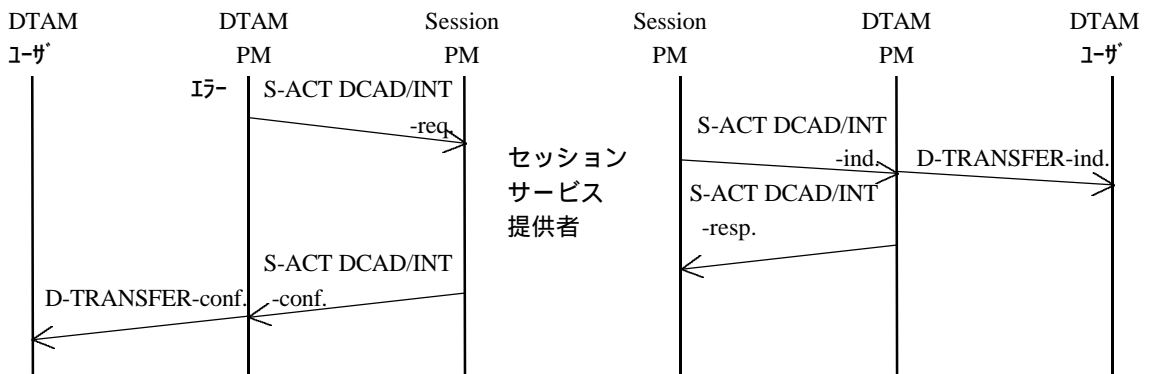 DTAM DTAM Session Session DTAM DTAM
ﾕｰｻﾞ PM PM PM PM ﾕｰｻﾞ
ｴﾗｰ S-ACT DCAD/INT
-req.
S-ACT DCAD/INT
-ind. D-TRANSFER-ind.
セッション
サービス
提供者
S-ACT DCAD/INT
-resp.
S-ACT DCAD/INT
D-TRANSFER-conf. -conf.